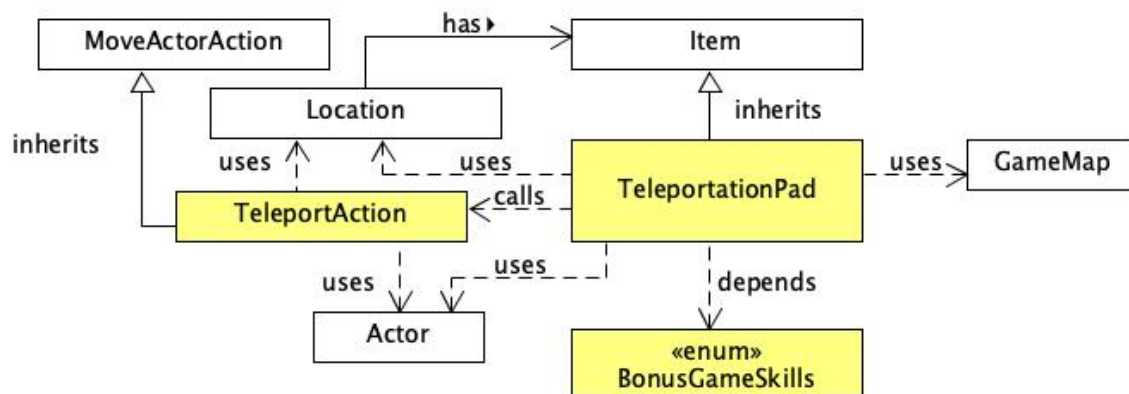 has
MoveActorAction
Item
Location
inherits
inherits
uses
uses
uses
GameMap
TeleportationPad
TeleportAction
calls
uses
uses
depends
Actor
«enum»
BonusGameSkills